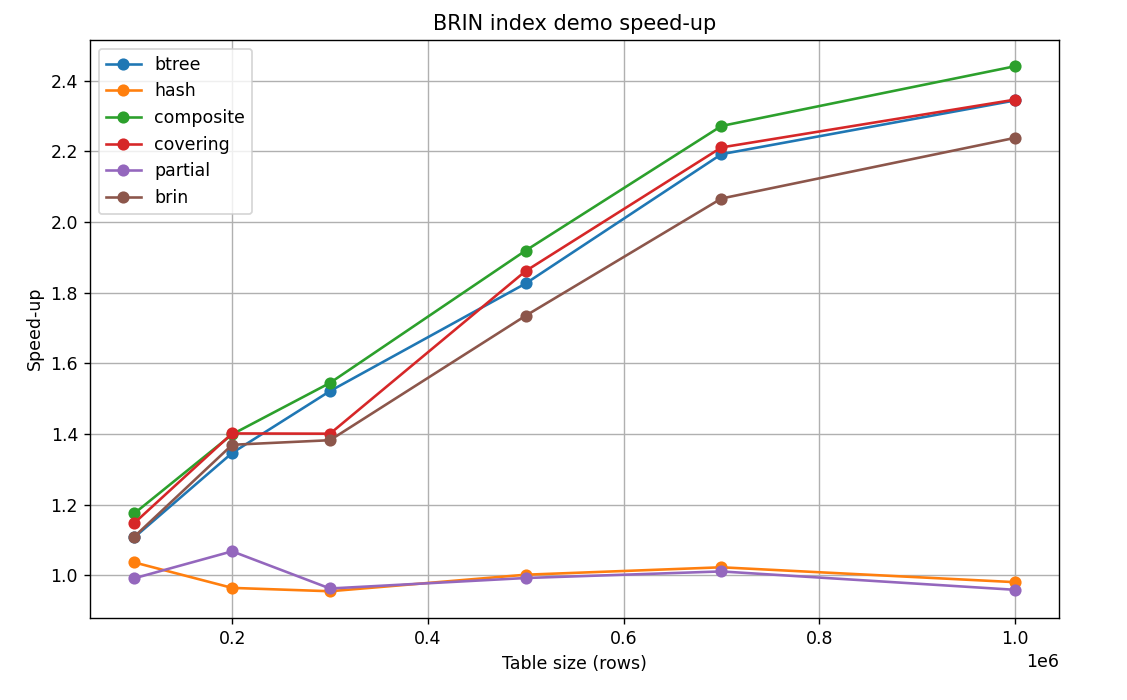 BRIN index demo speed-up
btree
hash
composite
covering
partial
brin
2.4
2.2
2.0
1.8
1.6
1.4
1.2
1.0
Speed-up
0.2
0.4
0.6
0.8
1.0
1e6
Table size (rows)